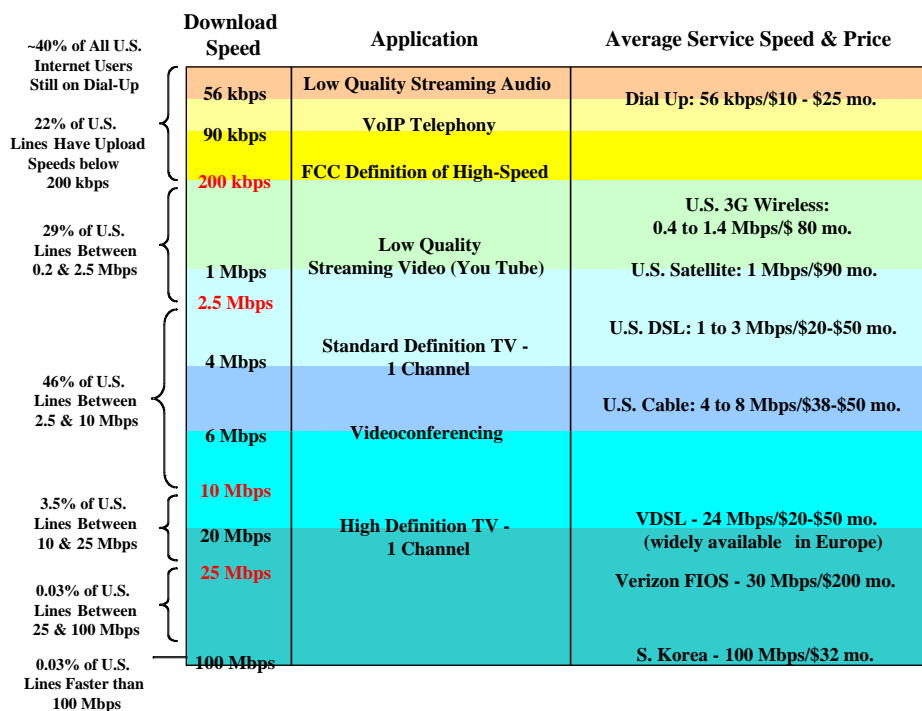 Download
Speed
Application
Average Service Speed & Price
~40% of All U.S.
Internet Users
Still on Dial-Up
22% of U.S.
Lines Have Upload
Speeds below
200 kbps
29% of U.S.
Lines Between
0.2 & 2.5 Mbps
46% of U.S.
Lines Between
2.5 & 10 Mbps
3.5% of U.S.
Lines Between
10 & 25 Mbps
0.03% of U.S.
Lines Between
25 & 100 Mbps
0.03% of U.S.
Lines Faster than
100 Mbps
56 kbps
90 kbps
200 kbps
1 Mbps
2.5 Mbps
4 Mbps
6 Mbps
10 Mbps
20 Mbps
25 Mbps
100 Mbps
Low Quality Streaming Audio
VoIP Telephony
FCC Definition of High-Speed
Low Quality
Streaming Video (You Tube)
Standard Definition TV -
1 Channel
Videoconferencing
High Definition TV -
1 Channel
Dial Up: 56 kbps/$10 - $25 mo.
U.S. 3G Wireless:
0.4 to 1.4 Mbps/$ 80 mo.
U.S. Satellite: 1 Mbps/$90 mo.
U.S. DSL: 1 to 3 Mbps/$20-$50 mo.
U.S. Cable: 4 to 8 Mbps/$38-$50 mo.
VDSL - 24 Mbps/$20-$50 mo.
(widely available in Europe)
Verizon FIOS - 30 Mbps/$200 mo.
S. Korea - 100 Mbps/$32 mo.